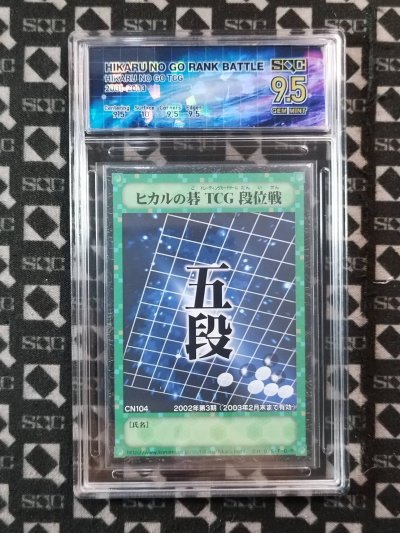 HIKARU NO GO RANK BATTLE
HIKARU NO GO TCG
SQC
9.5
GEM MINT
Centering Surface Corners Edges
9.5 10 9.5 9.5
ヒカルの碁 TCG 段位戦
五段
CN104
2002年第3期(2003年2月末まで有効)
[氏名]